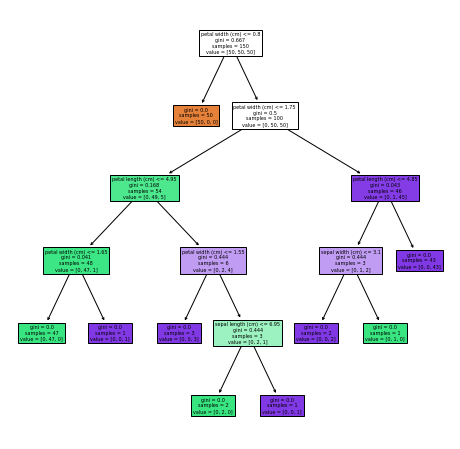 petal width (cm) <= 0.8
gini = 0.667
samples = 150
value = [50, 50, 50]
gini = 0.0
samples = 50
value = [50, 0, 0]
petal width (cm) <= 1.75
gini = 0.5
samples = 100
value = [0, 50, 50]
petal length (cm) <= 4.95
gini = 0.168
samples = 54
value = [0, 49, 5]
petal length (cm) <= 4.85
gini = 0.043
samples = 46
value = [0, 1, 45]
petal width (cm) <= 1.65
gini = 0.041
samples = 48
value = [0, 47, 1]
petal width (cm) <= 1.55
gini = 0.444
samples = 6
value = [0, 2, 4]
sepal width (cm) <= 3.1
gini = 0.444
samples = 3
value = [0, 1, 2]
gini = 0.0
samples = 43
value = [0, 0, 43]
gini = 0.0
samples = 47
value = [0, 47, 0]
gini = 0.0
samples = 1
value = [0, 0, 1]
gini = 0.0
samples = 3
value = [0, 0, 3]
sepal length (cm) <= 6.95
gini = 0.444
samples = 3
value = [0, 2, 1]
gini = 0.0
samples = 2
value = [0, 0, 2]
gini = 0.0
samples = 1
value = [0, 1, 0]
gini = 0.0
samples = 2
value = [0, 2, 0]
gini = 0.0
samples = 1
value = [0, 0, 1]